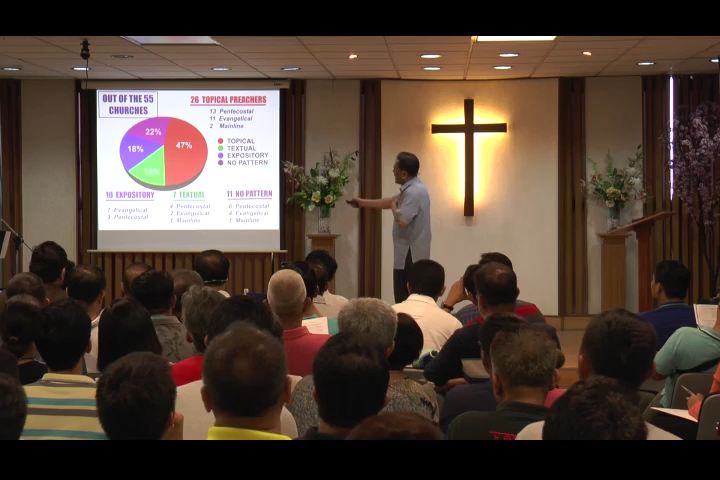 OUT OF THE 55
CHURCHES
26 TOPICAL PREACHERS
13 Pentecostal
11 Evangelical
2 Mainline
22%
47%
18%
TOPICAL
TEXTUAL
EXPOSITORY
NO PATTERN
10 EXPOSITORY
7 Evangelical
3 Pentecostal
7 TEXTUAL
4 Pentecostal
Evangelical
1 Mainline
11 NO PATTERN
6 Pentecostal
4 Evangelical
1 Mainline